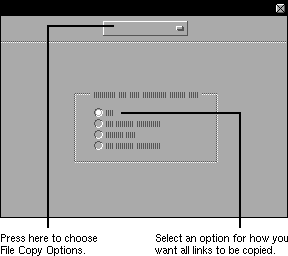 Press here to choose
File Copy Options.
Select an option for how you
want all links to be copied.